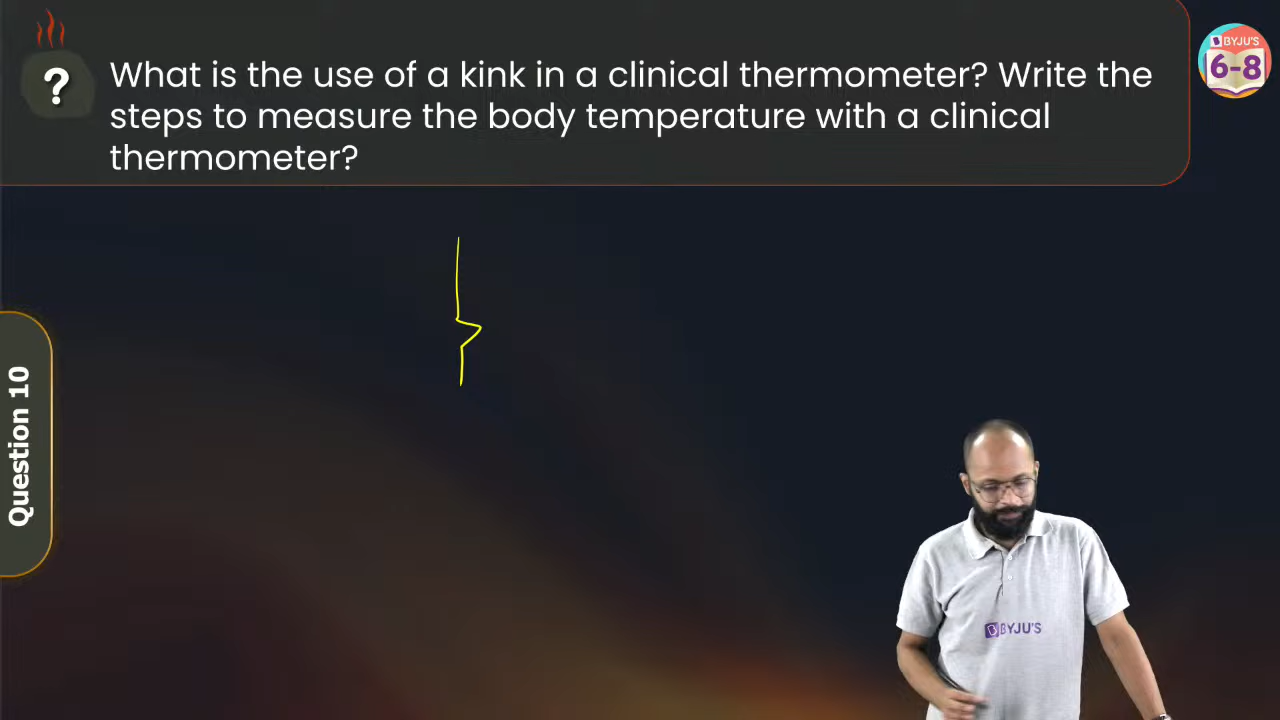 What is the use of a kink in a clinical thermometer? Write the
steps to measure the body temperature with a clinical
thermometer?
?
BYJU'S
6-8
Question 10
BYJU'S